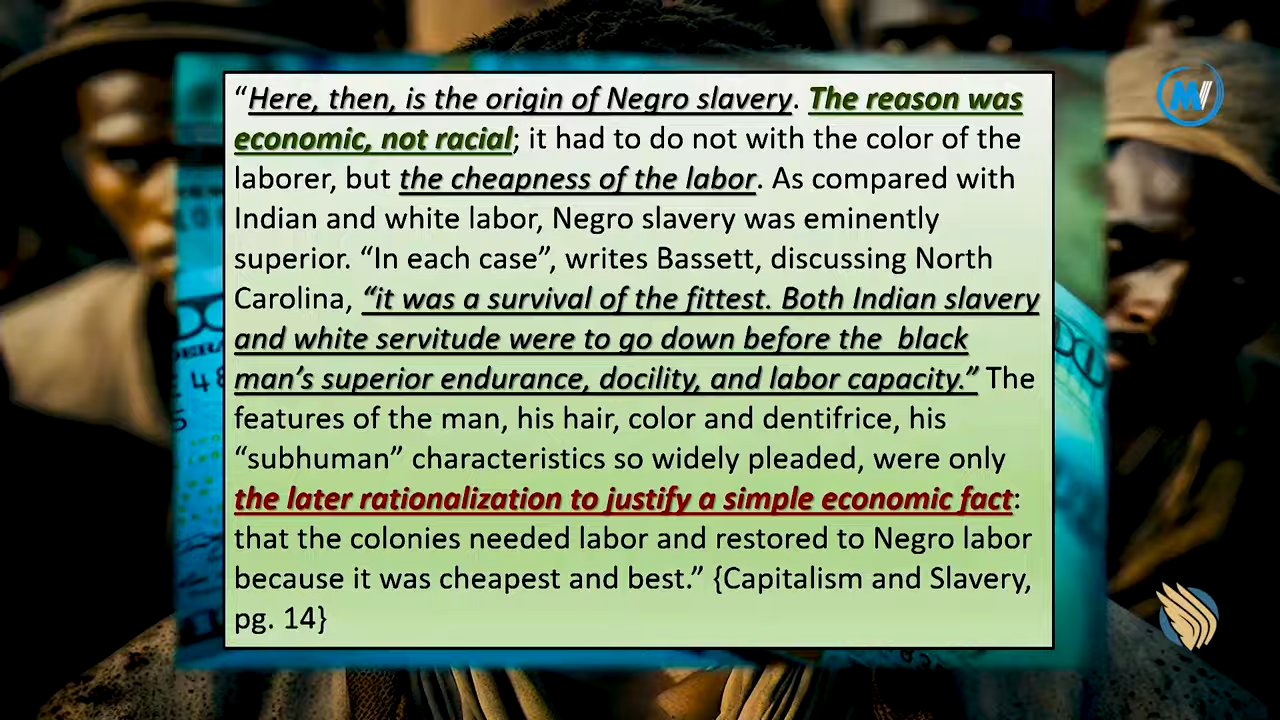 “Here, then, is the origin of Negro slavery. The reason was
economic, not racial; it had to do not with the color of the
laborer, but the cheapness of the labor. As compared with
Indian and white labor, Negro slavery was eminently
superior. “In each case”, writes Bassett, discussing North
Carolina, “it was a survival of the fittest. Both Indian slavery
and white servitude were to go down before the  black
man’s superior endurance, docility, and labor capacity.” The
features of the man, his hair, color and dentifrice, his
“subhuman” characteristics so widely pleaded, were only
the later rationalization to justify a simple economic fact:
that the colonies needed labor and restored to Negro labor
because it was cheapest and best.” {Capitalism and Slavery,
pg. 14}